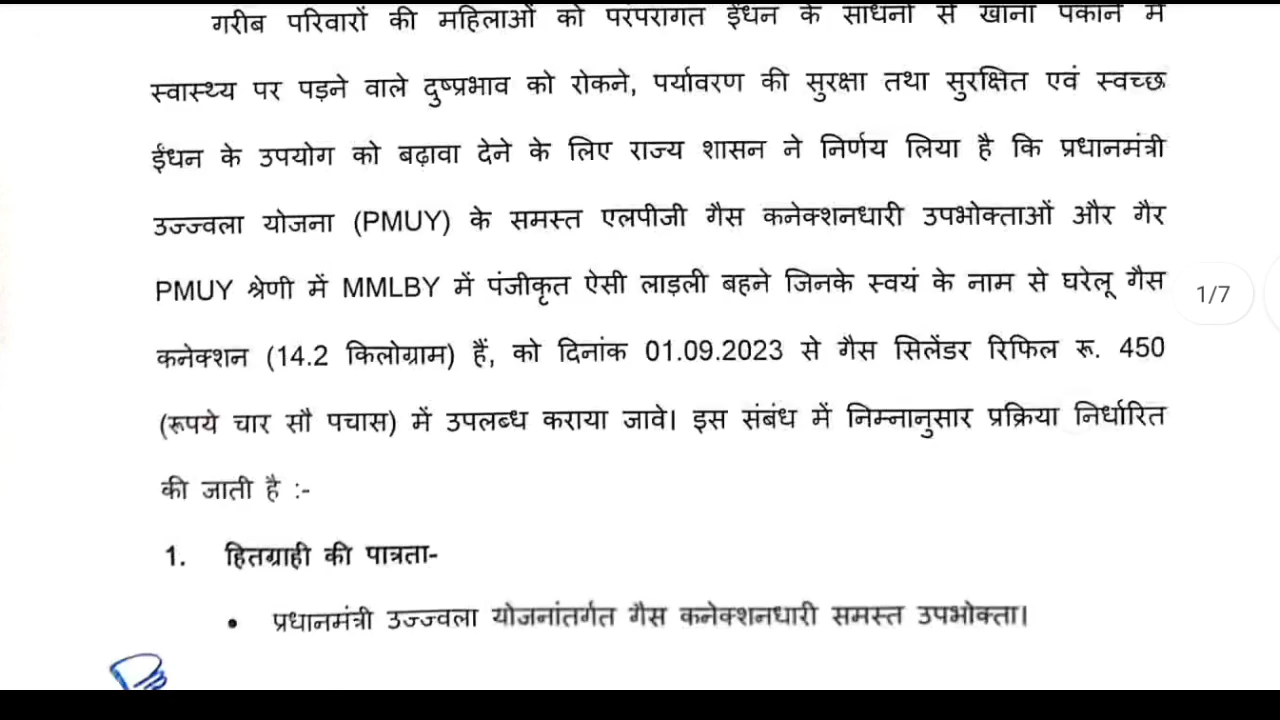 गरीब परिवारों की महिलाओं को परंपरागत ईंधन के साधनों से खाना पकाने में
स्वास्थ्य पर पड़ने वाले दुष्प्रभाव को रोकने, पर्यावरण की सुरक्षा तथा सुरक्षित एवं स्वच्छ
ईंधन के उपयोग को बढ़ावा देने के लिए राज्य शासन ने निर्णय लिया है कि प्रधानमंत्री
उज्ज्वला योजना (PMUY) के समस्त एलपीजी गैस कनेक्शनधारी उपभोक्ताओं और गैर
PMUY श्रेणी में MMLBY में पंजीकृत ऐसी लाड़ली बहने जिनके स्वयं के नाम से घरेलू गैस
1/7
कनेक्शन (14.2 किलोग्राम) हैं, को दिनांक 01.09.2023 से गैस सिलेंडर रिफिल रू. 450
(रूपये चार सौ पचास) में उपलब्ध कराया जावे। इस संबंध में निम्नानुसार प्रक्रिया निर्धारित
की जाती है :-
1. हितग्राही की पात्रता-
• प्रधानमंत्री उज्ज्वला योजनांतर्गत गैस कनेक्शनधारी समस्त उपभोक्ता।